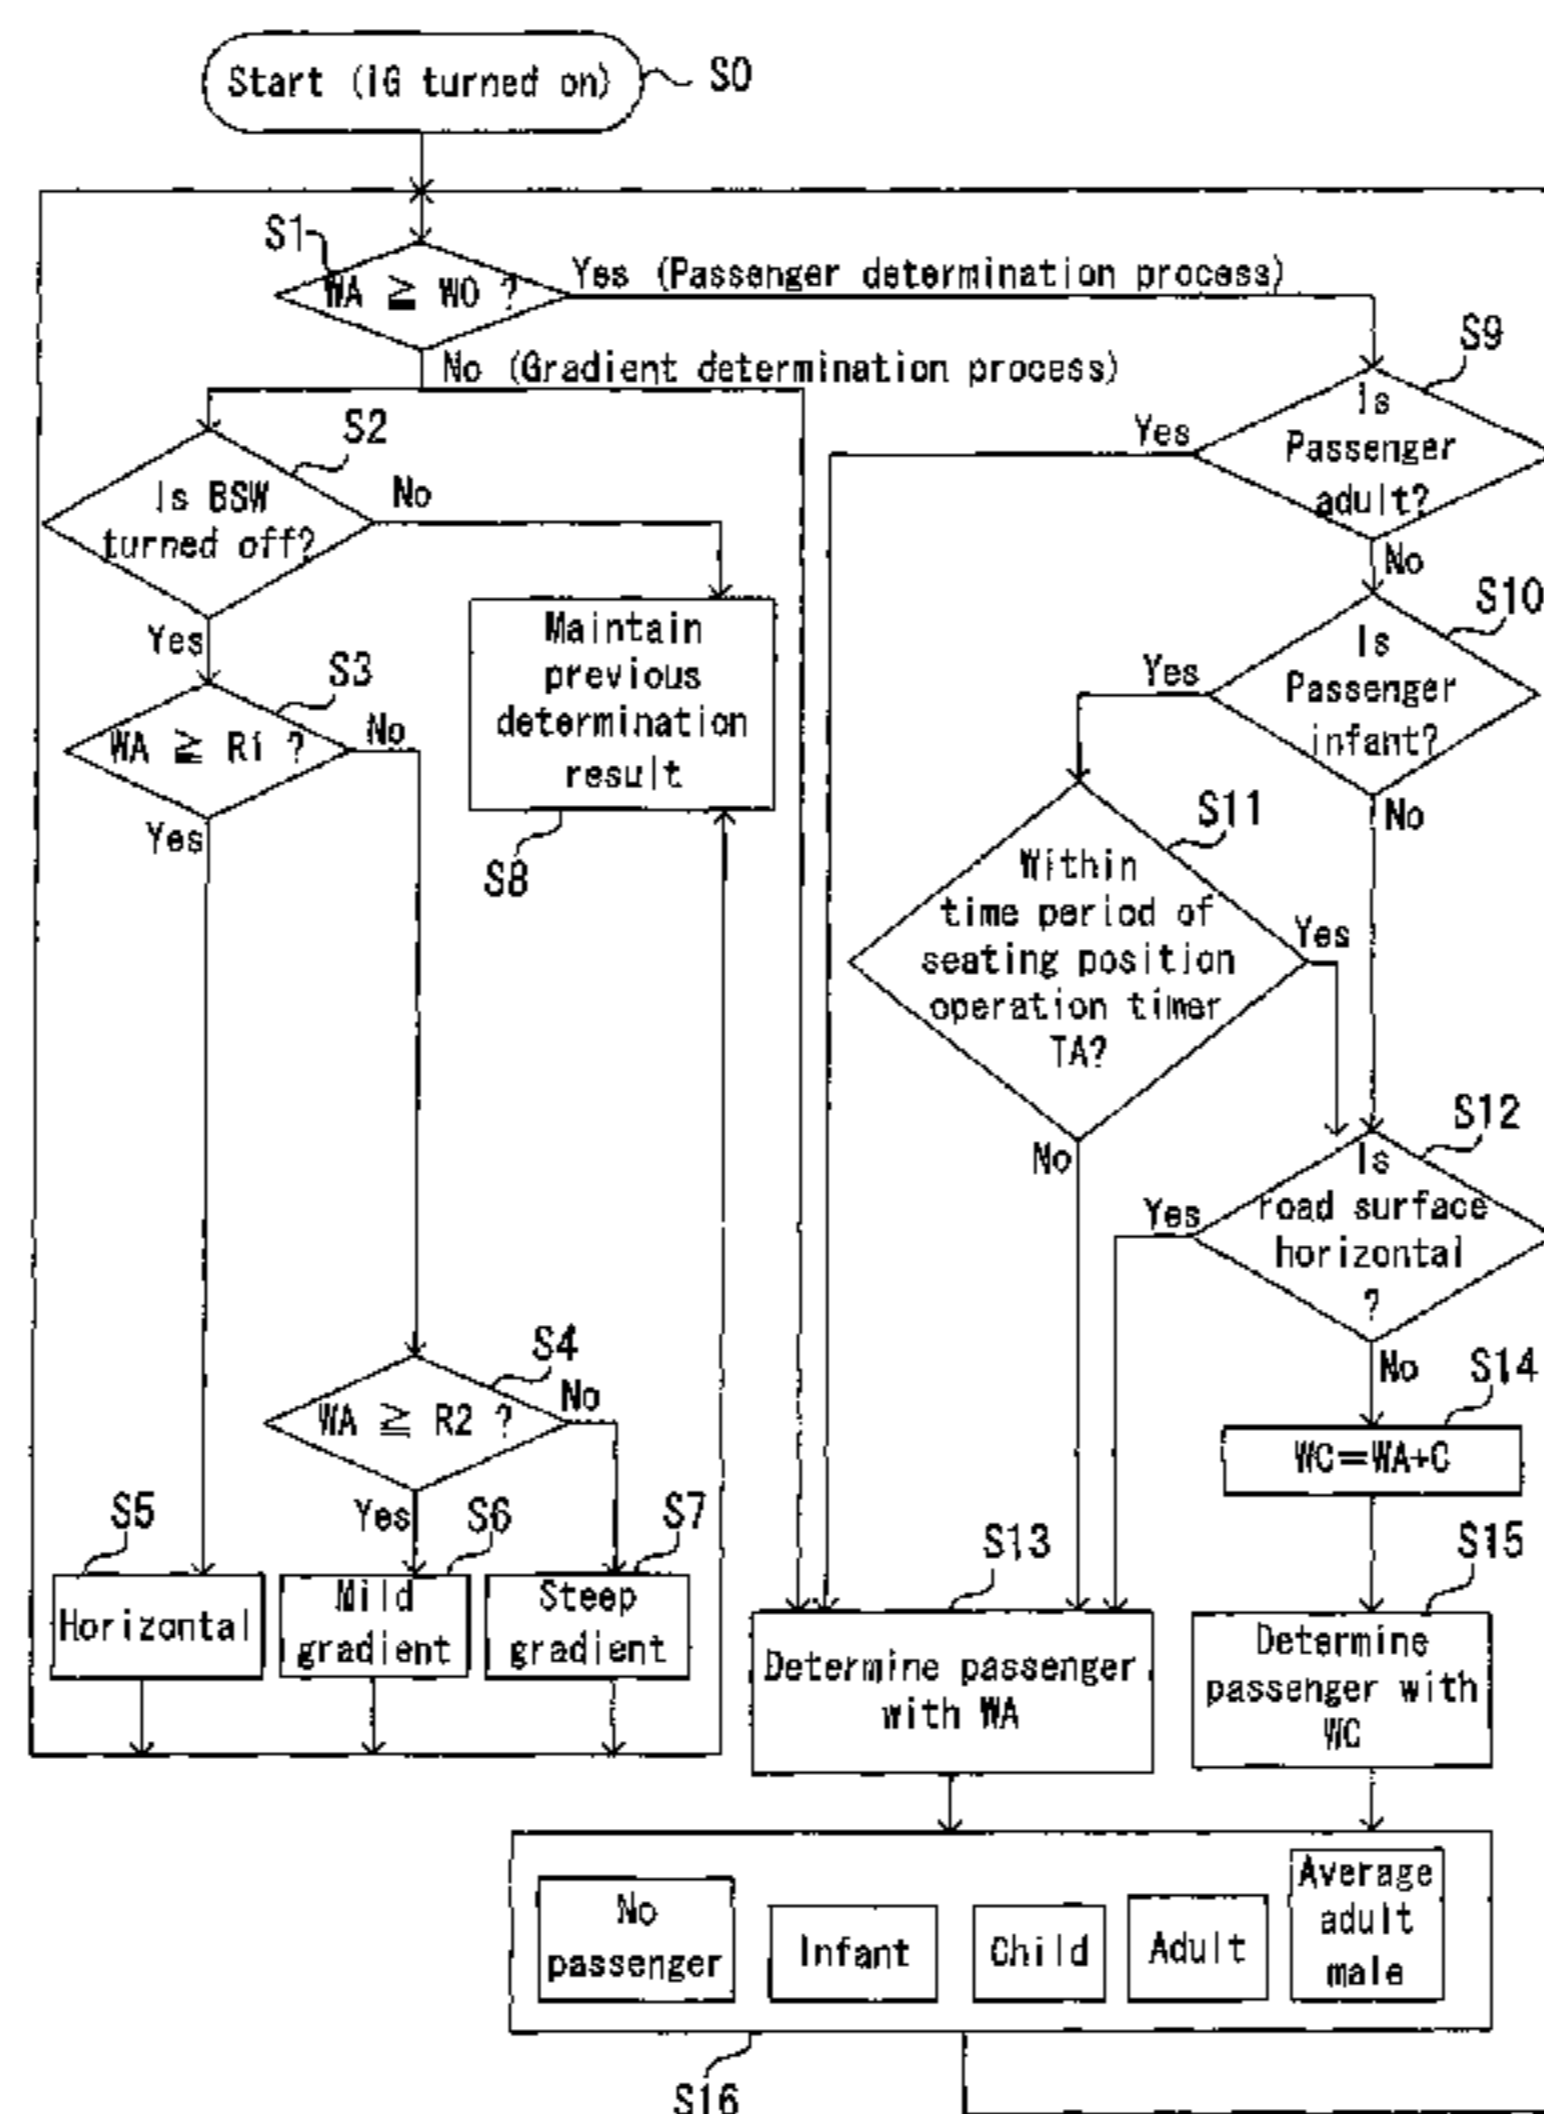 Start (IG turned on)
S0
S1
WA ≧ W0 ?
Yes (Passenger determination process)
No (Gradient determination process)
S9
Is
Passenger
adult?
Yes
No
S2
Is BSW
turned off?
No
Yes
S8
Maintain
previous
determination
result
S3
WA ≧ R1 ?
No
Yes
S10
Is
Passenger
infant?
Yes
No
S11
Within
time period of
seating position
operation timer
TA?
Yes
No
S12
Is
road surface
horizontal
?
Yes
No
S4
WA ≧ R2 ?
No
Yes
S14
WC=WA+C
S5
Horizontal
S6
Mild
gradient
S7
Steep
gradient
S13
Determine passenger
with WA
S15
Determine
passenger with
WC
No
passenger
Infant
Child
Adult
Average
adult
male
S16